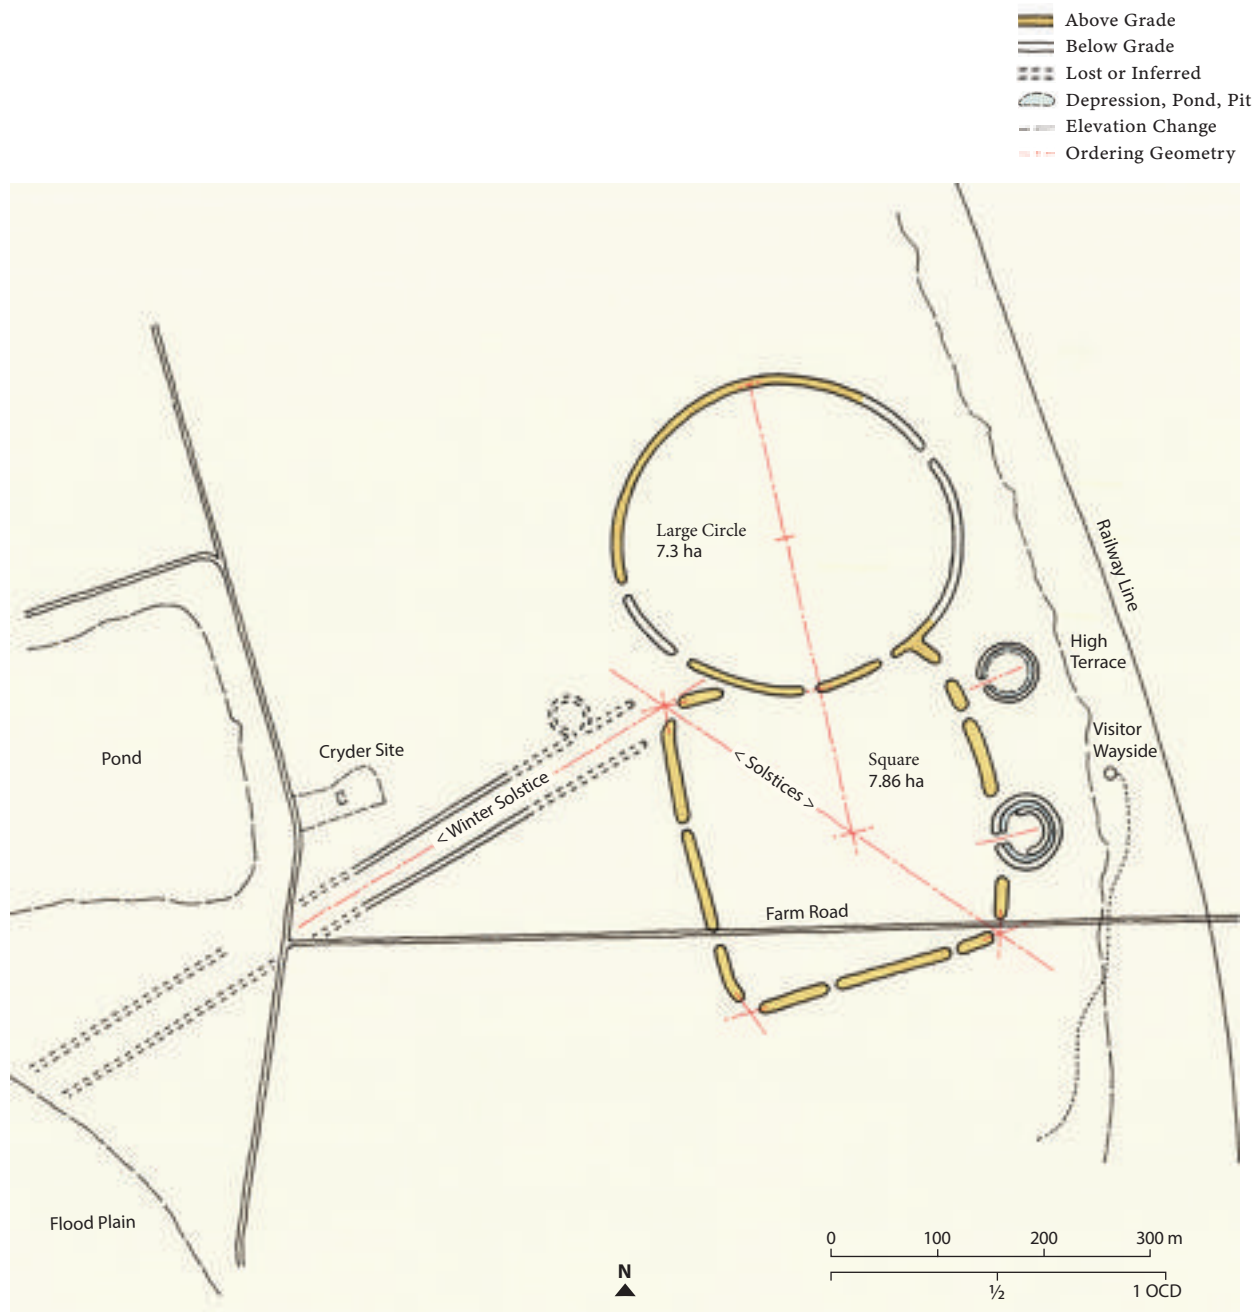 Above Grade
Below Grade
Lost or Inferred
Depression, Pond, Pit
Elevation Change
Ordering Geometry
Large Circle
7.3 ha
Railway Line
High
Terrace
Visitor
Wayside
Pond
Cryder Site
< Winter Solstice
< Solstices >
Square
7.86 ha
Farm Road
Flood Plain
N
0 100 200 300 m
½ 1 OCD